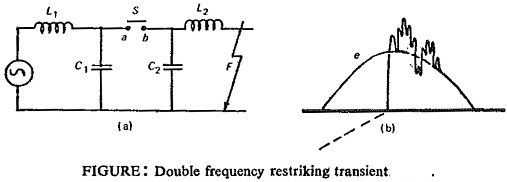 L1
S
L2
a
b
C1
C2
F
(a)
e
(b)
FIGURE: Double frequency restriking transient.